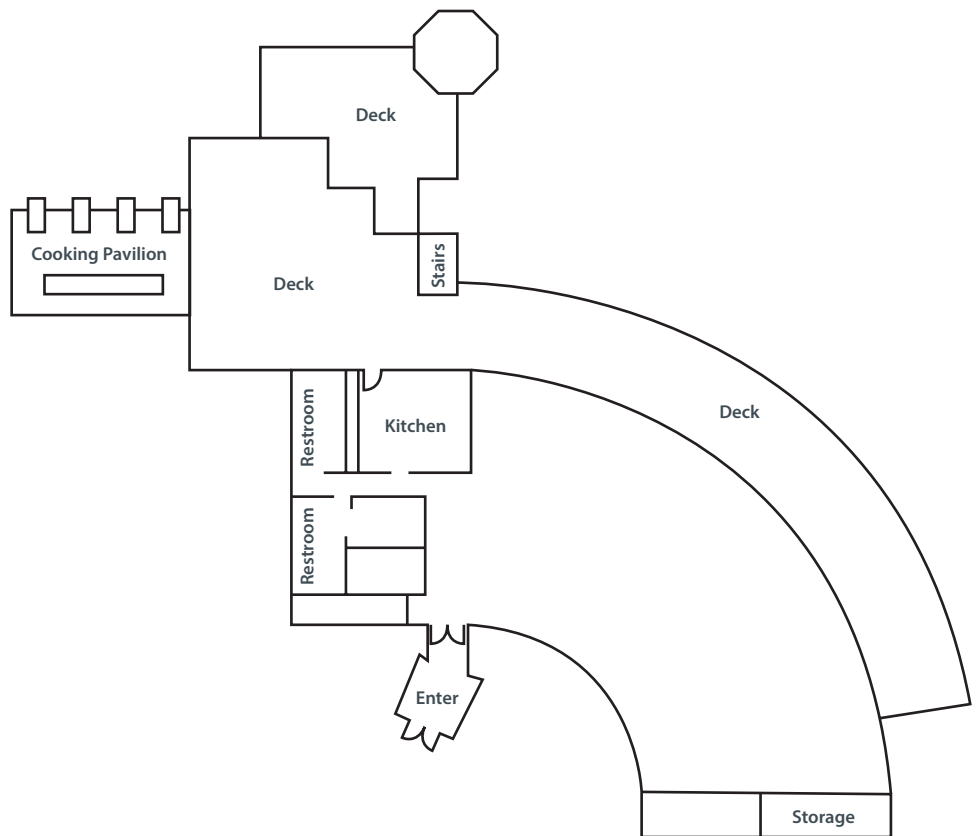 Deck
Cooking Pavilion
Deck
Stairs
Restroom
Kitchen
Deck
Restroom
Enter
Storage